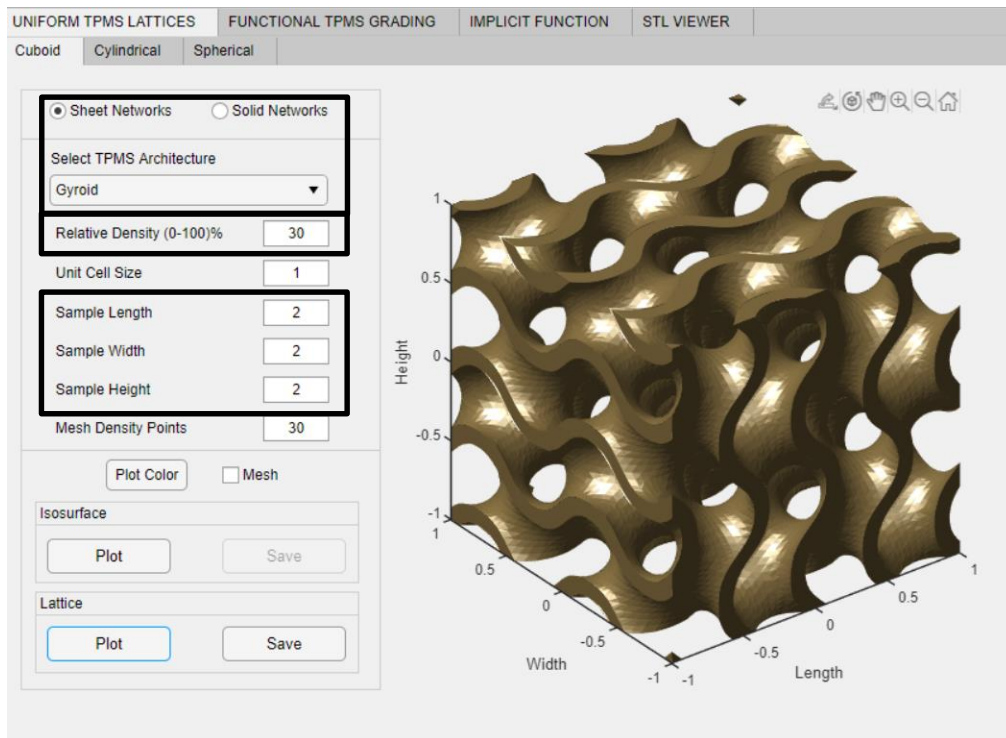 UNIFORM TPMS LATTICES FUNCTIONAL TPMS GRADING IMPLICIT FUNCTION STL VIEWER
Cuboid Cylindrical Spherical
Sheet Networks Solid Networks
Select TPMS Architecture
Gyroid
Relative Density (0-100)% 30
Unit Cell Size 1
Sample Length 2
Sample Width 2
Sample Height 2
Mesh Density Points 30
Plot Color Mesh
Isosurface
Plot Save
Lattice
Plot Save
Height
1
0.5
0
-0.5
-1
1
0.5
0
-0.5
-1
Width
-1
-0.5
0
0.5
1
Length